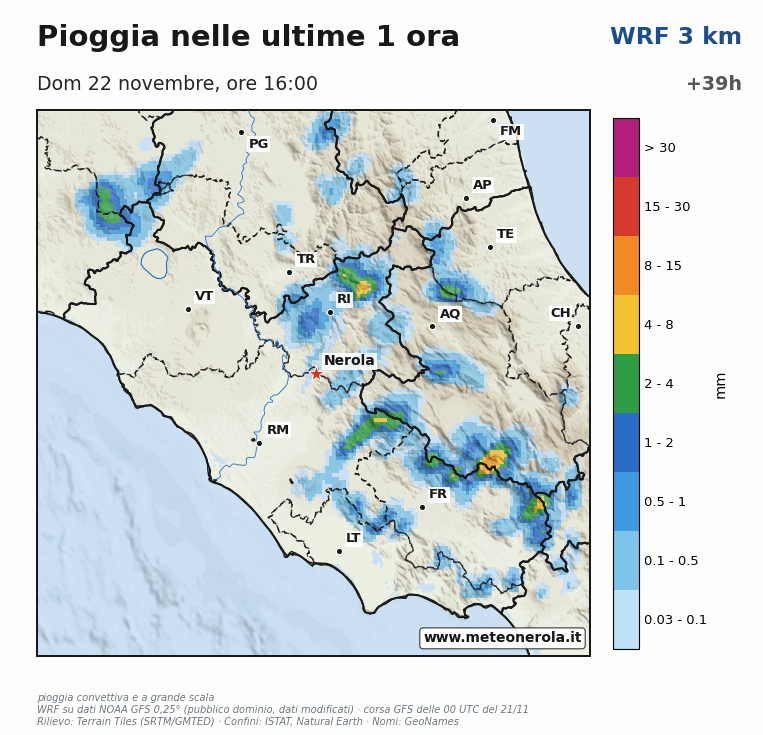 Pioggia nelle ultime 1 ora
WRF 3 km
Dom 22 novembre, ore 16:00
+39h
PG
FM
AP
TE
TR
VT
RI
AQ
CH
Nerola
RM
FR
LT
www.meteonerola.it
> 30
15 - 30
8 - 15
4 - 8
2 - 4
1 - 2
0.5 - 1
0.1 - 0.5
0.03 - 0.1
mm
pioggia convettiva e a grande scala
WRF su dati NOAA GFS 0,25° (pubblico dominio, dati modificati) · corsa GFS delle 00 UTC del 21/11
Rilievo: Terrain Tiles (SRTM/GMTED) · Confini: ISTAT, Natural Earth · Nomi: GeoNames